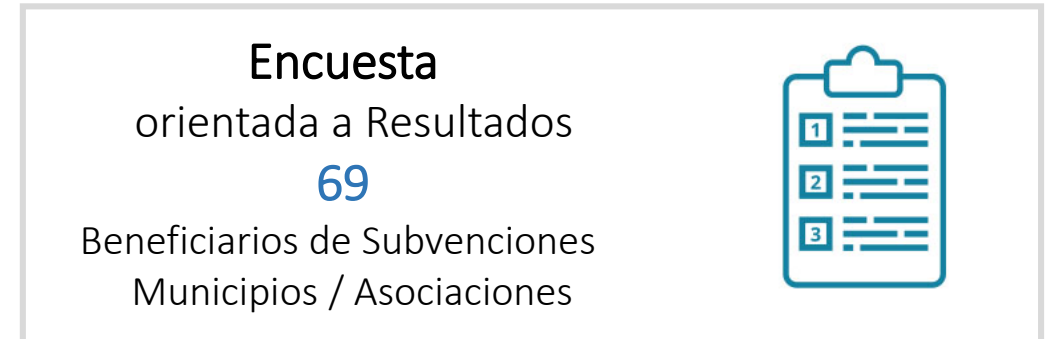 Encuesta
orientada a Resultados
69
Beneficiarios de Subvenciones
Municipios / Asociaciones
1
2
3